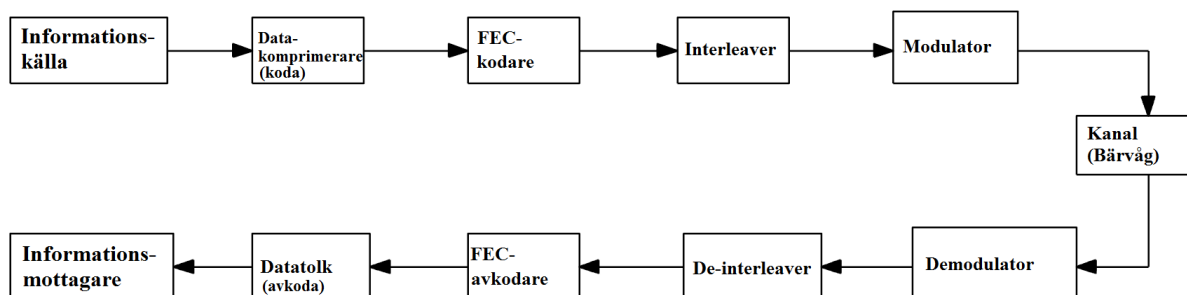 Informations-
källa
Data-
komprimerare
(koda)
FEC-
kodare
Interleaver
Modulator
Kanal
(Bärvåg)
Informations-
mottagare
Datatolk
(avkoda)
FEC-
avkodare
De-interleaver
Demodulator